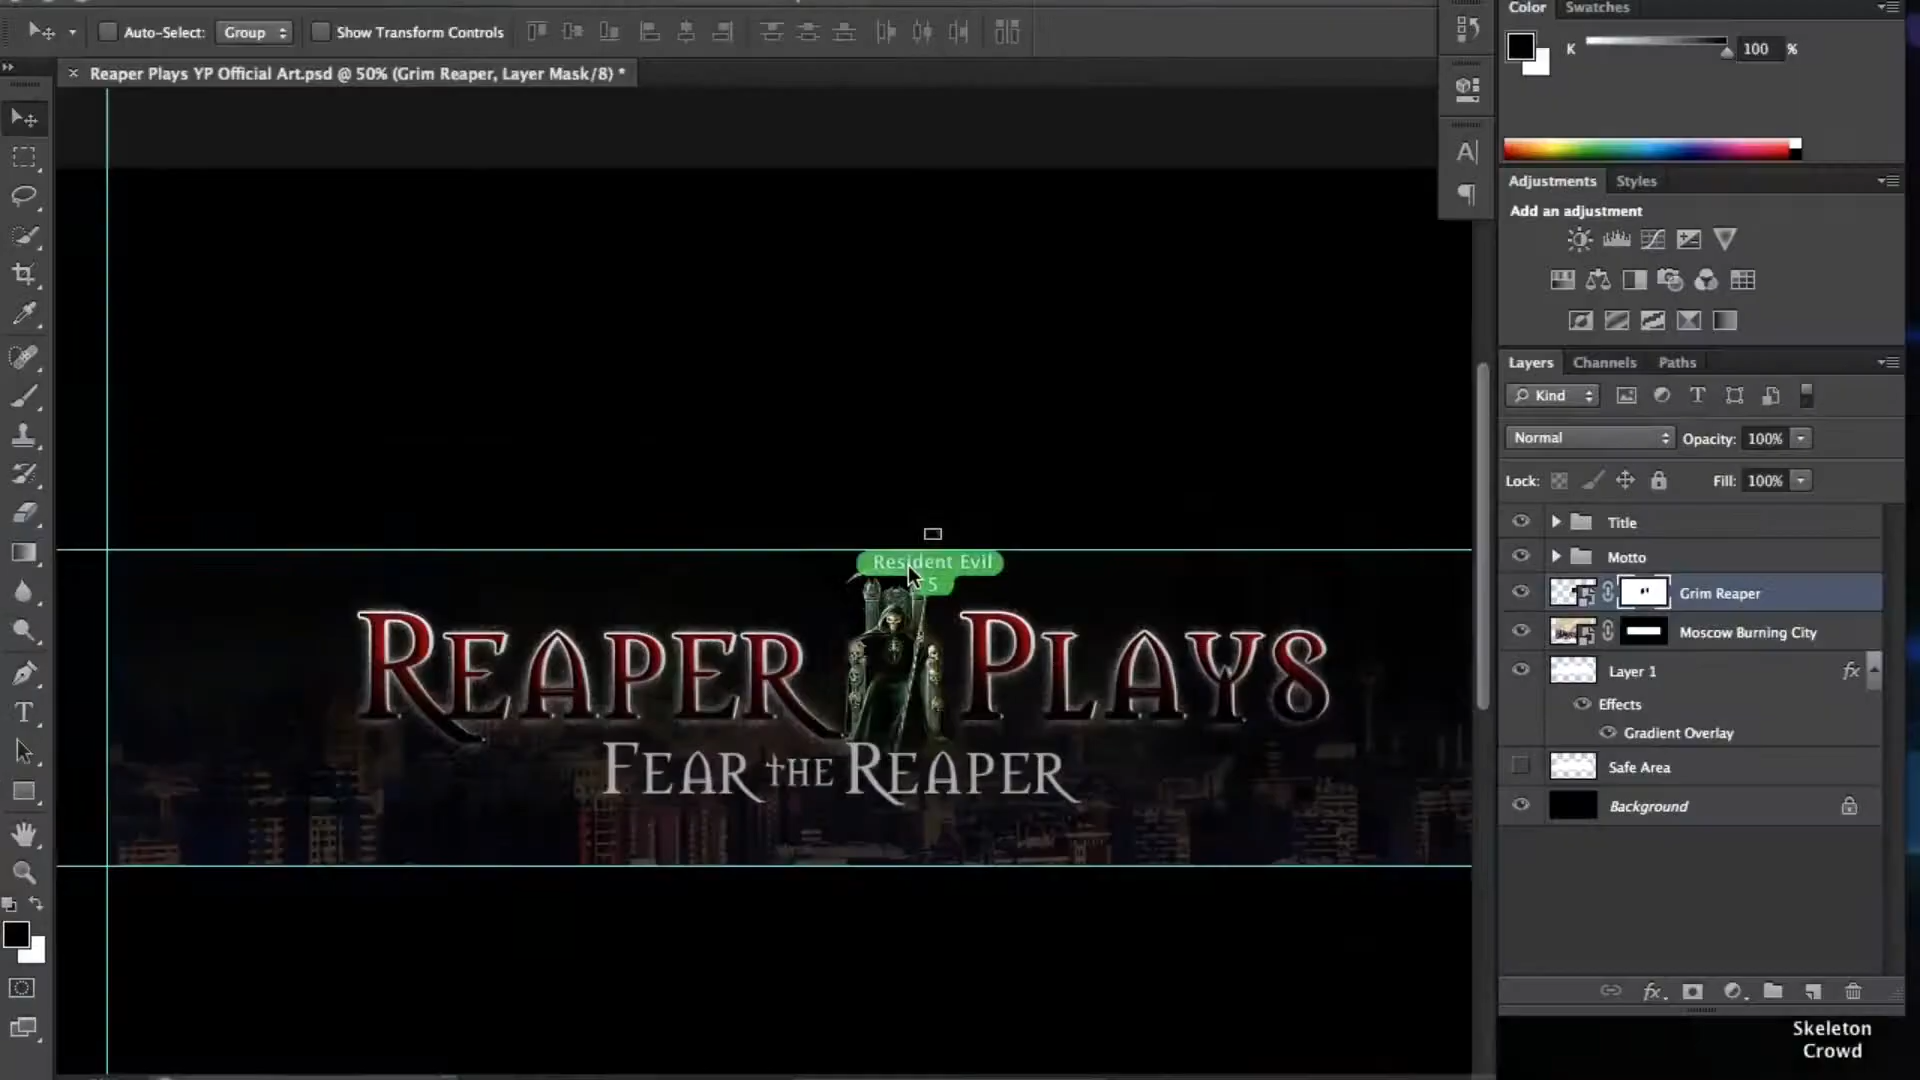 Auto-Select:
Group
Show Transform Controls
Color
Swatches
K
100
%
Reaper Plays YP Official Art.psd @ 50% (Grim Reaper, Layer Mask/8) *
Adjustments
Styles
Add an adjustment
Layers
Channels
Paths
Kind
Normal
Opacity:
100%
Lock:
Fill:
100%
Title
Motto
Grim Reaper
Moscow Burning City
Layer 1
fx
Effects
Gradient Overlay
Safe Area
Background
Resident Evil
5
Reaper Plays
Fear the Reaper
Skeleton
Crowd